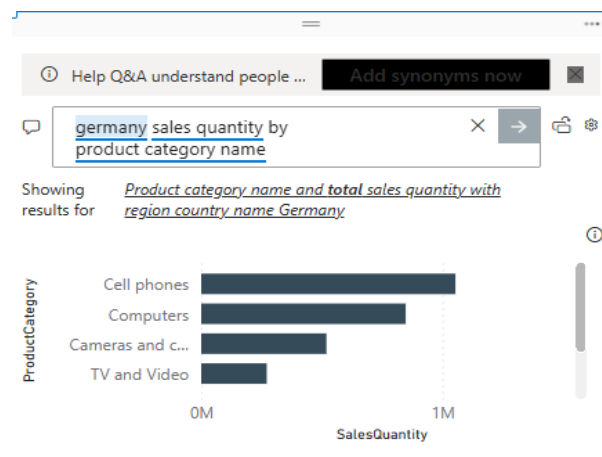 Help Q&A understand people ... Add synonyms now
germany sales quantity by
product category name
Showing results for
Product category name and total sales quantity with
region country name Germany
ProductCategory
Cell phones
Computers
Cameras and c...
TV and Video
0M 1M
SalesQuantity